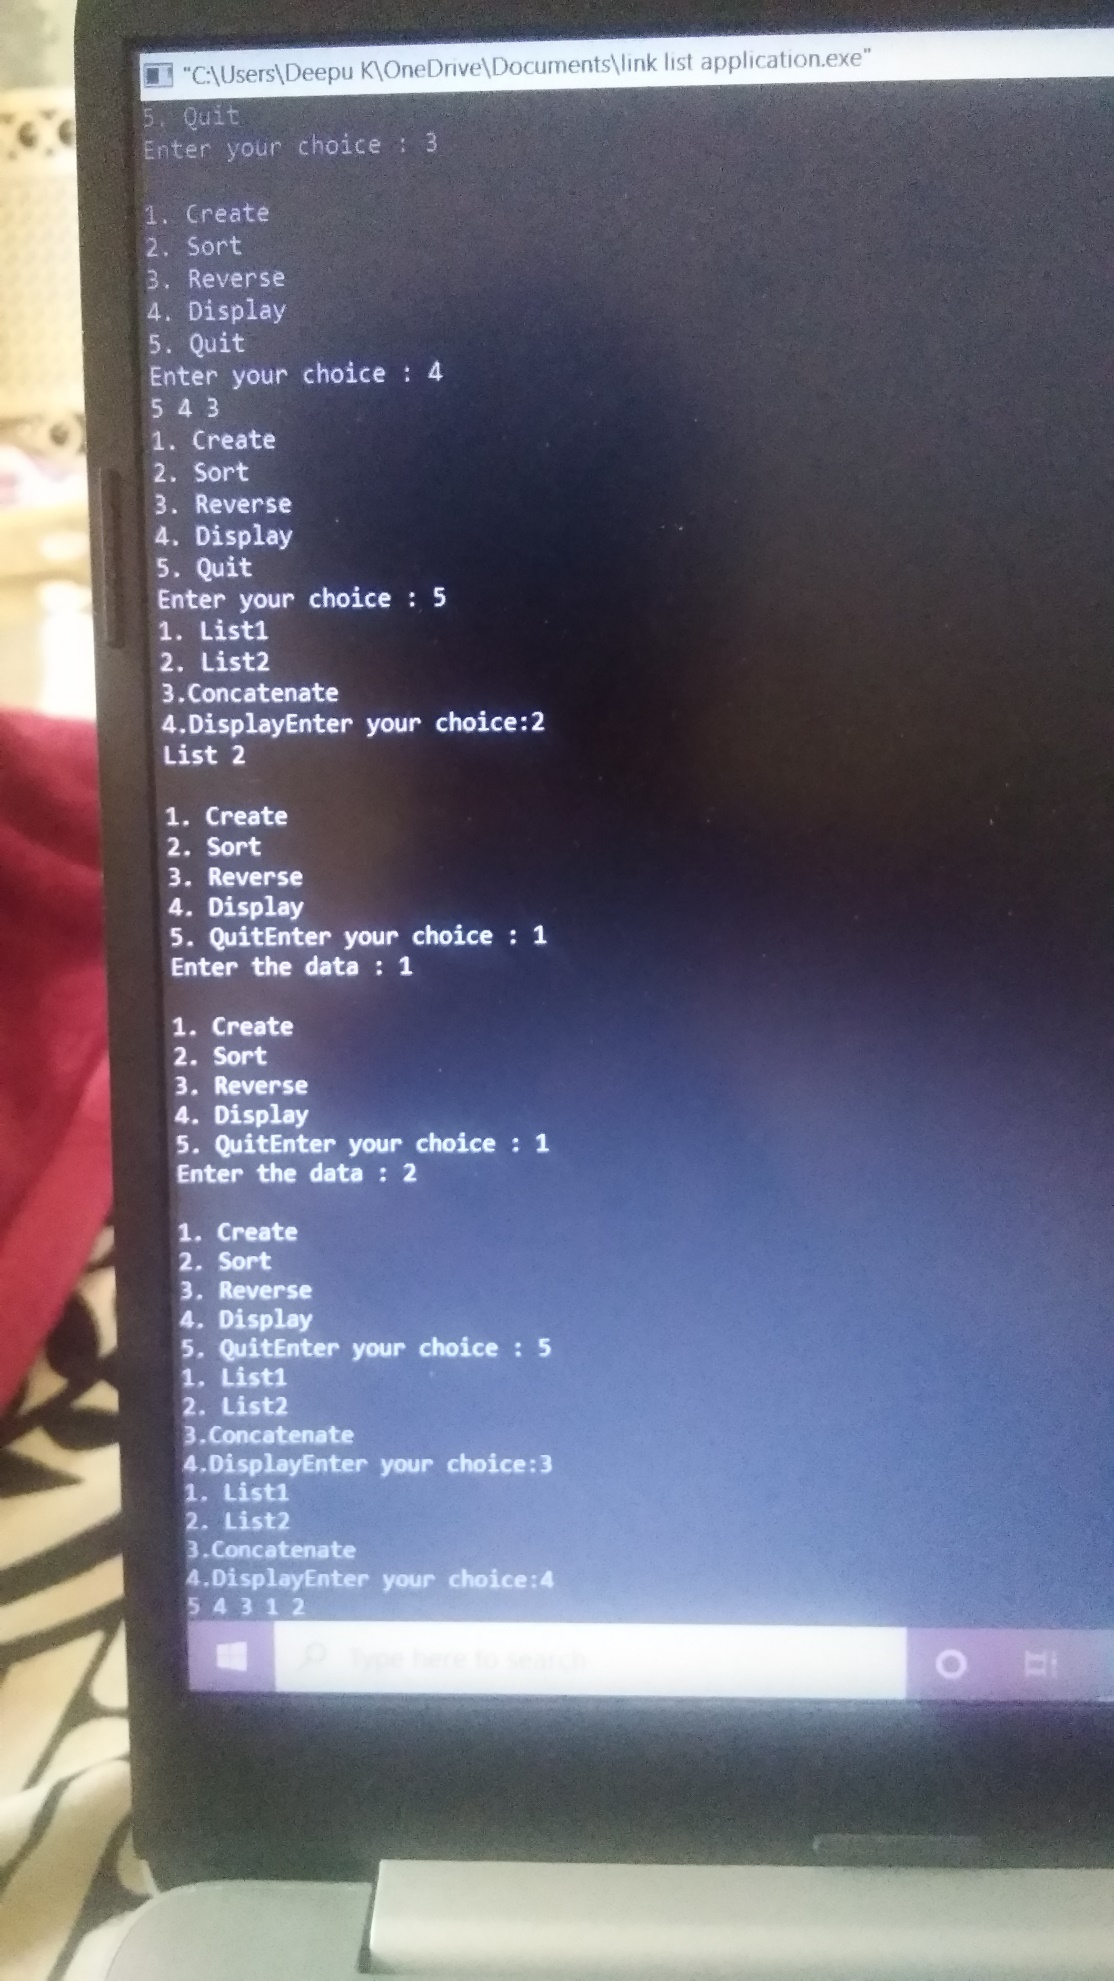 "C:\Users\Deepu K\OneDrive\Documents\link list application.exe"
5. Quit
Enter your choice : 3
1. Create
2. Sort
3. Reverse
4. Display
5. Quit
Enter your choice : 4
5 4 3
1. Create
2. Sort
3. Reverse
4. Display
5. Quit
Enter your choice : 5
1. List1
2. List2
3.Concatenate
4.DisplayEnter your choice:2
List 2
1. Create
2. Sort
3. Reverse
4. Display
5. QuitEnter your choice : 1
Enter the data : 1
1. Create
2. Sort
3. Reverse
4. Display
5. QuitEnter your choice : 1
Enter the data : 2
1. Create
2. Sort
3. Reverse
4. Display
5. QuitEnter your choice : 5
1. List1
2. List2
3.Concatenate
4.DisplayEnter your choice:3
1. List1
2. List2
3.Concatenate
4.DisplayEnter your choice:4
5 4 3 1 2
Type here to search